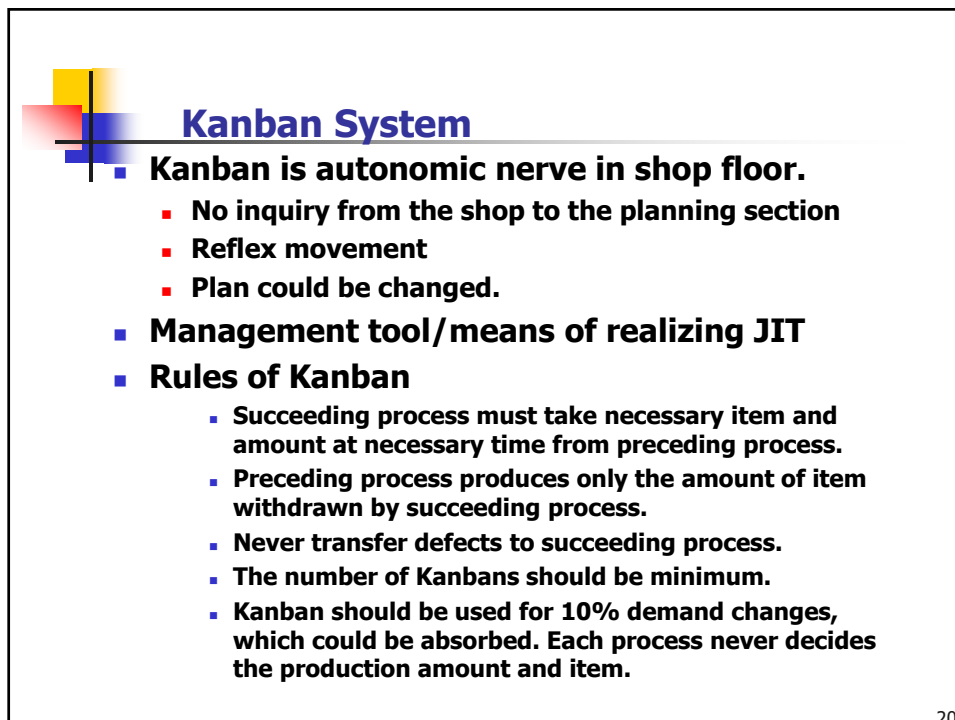 Kanban System
Kanban is autonomic nerve in shop floor.
No inquiry from the shop to the planning section
Reflex movement
Plan could be changed.
Management tool/means of realizing JIT
Rules of Kanban
Succeeding process must take necessary item and
amount at necessary time from preceding process.
Preceding process produces only the amount of item
withdrawn by succeeding process.
Never transfer defects to succeeding process.
The number of Kanbans should be minimum.
Kanban should be used for 10% demand changes,
which could be absorbed. Each process never decides
the production amount and item.
20